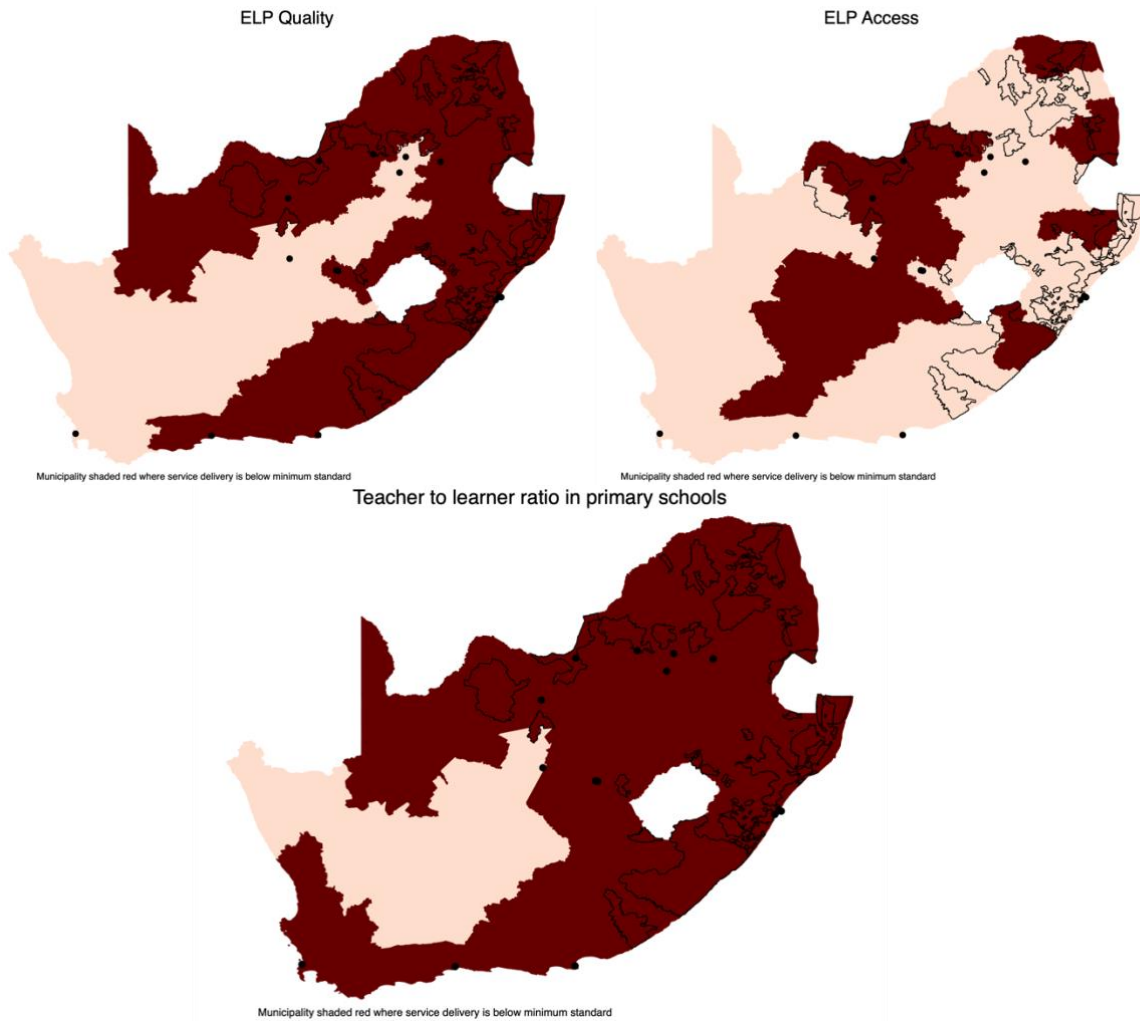 ELP Quality
ELP Access
Municipality shaded red where service delivery is below minimum standard
Municipality shaded red where service delivery is below minimum standard
Teacher to learner ratio in primary schools
Municipality shaded red where service delivery is below minimum standard